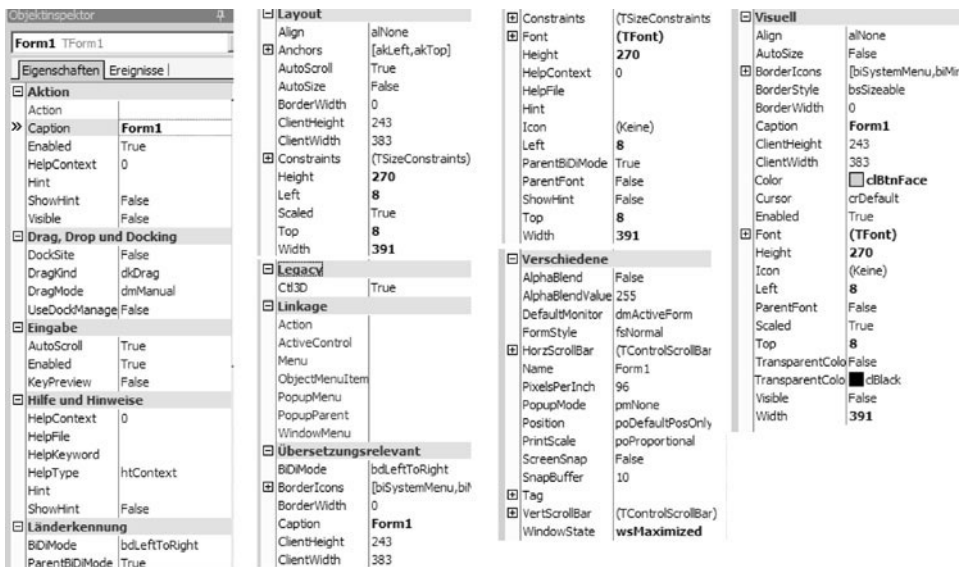 Objektinspektor
Form1 TForm1
Eigenschaften Ereignisse
Aktion
Action
Caption Form1
Enabled True
HelpContext 0
Hint
ShowHint False
Visible False
Drag, Drop und Docking
DockSite False
DragKind dkDrag
DragMode dmManual
UseDockManage False
Eingabe
AutoScroll True
Enabled True
KeyPreview False
Hilfe und Hinweise
HelpContext 0
HelpFile
HelpKeyword
HelpType htContext
Hint
ShowHint False
Länderkennung
BiDiMode bdLeftToRight
ParentBiDiMode True
Layout
Align alNone
Anchors [akLeft,akTop]
AutoScroll True
AutoSize False
BorderWidth 0
ClientHeight 243
ClientWidth 383
Constraints (TSizeConstraints)
Height 270
Left 8
Scaled True
Top 8
Width 391
Legacy
Ctl3D True
Linkage
Action
ActiveControl
Menu
ObjectMenuItem
PopupMenu
PopupParent
WindowMenu
Übersetzungsrelevant
BiDiMode bdLeftToRight
BorderIcons [biSystemMenu,biM
BorderWidth 0
Caption Form1
ClientHeight 243
ClientWidth 383
Constraints (TSizeConstraints
Font (TFont)
Height 270
HelpContext 0
HelpFile
Hint
Icon (Keine)
Left 8
ParentBiDiMode True
ParentFont False
ShowHint False
Top 8
Width 391
Verschiedene
AlphaBlend False
AlphaBlendValue 255
DefaultMonitor dmActiveForm
FormStyle fsNormal
HorzScrollBar (TControlScrollBar
Name Form1
PixelsPerInch 96
PopupMode pmNone
Position poDefaultPosOnly
PrintScale poProportional
ScreenSnap False
SnapBuffer 10
Tag
VertScrollBar (TControlScrollBar)
WindowState wsMaximized
Visuell
Align alNone
AutoSize False
BorderIcons [biSystemMenu,biMin
BorderStyle bsSizeable
BorderWidth 0
Caption Form1
ClientHeight 243
ClientWidth 383
Color clBtnFace
Cursor crDefault
Enabled True
Font (TFont)
Height 270
Icon (Keine)
Left 8
ParentFont False
Scaled True
Top 8
TransparentColo False
TransparentColo clBlack
Visible False
Width 391